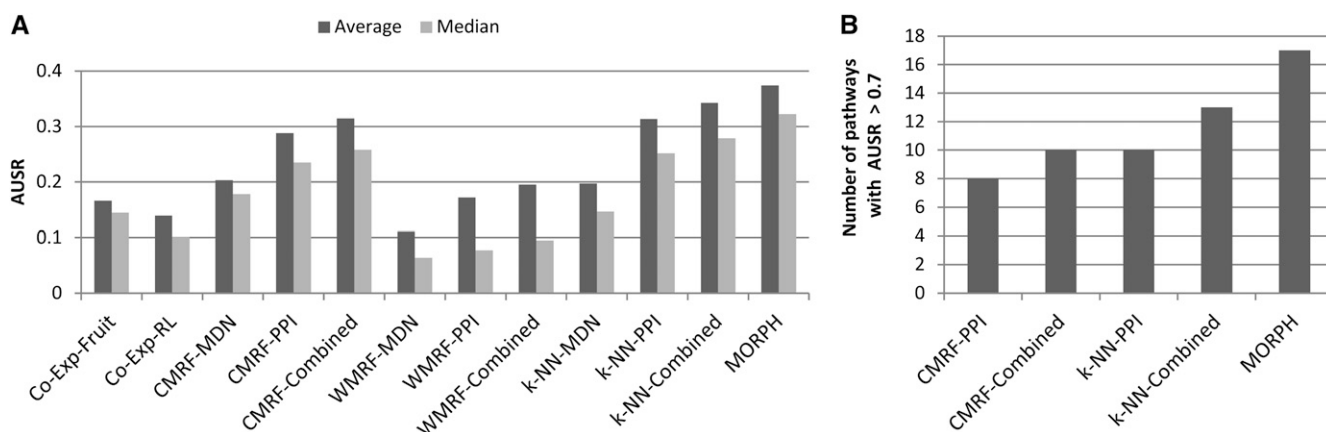 A
Average Median
0.4
0.3
0.2
0.1
0
AUSR
Co-Exp-Fruit
Co-Exp-RL
CMRF-MDN
CMRF-PPI
CMRF-Combined
WMRF-MDN
WMRF-PPI
WMRF-Combined
k-NN-MDN
k-NN-PPI
k-NN-Combined
MORPH
B
Number of pathways
with AUSR > 0.7
18
16
14
12
10
8
6
4
2
0
CMRF-PPI
CMRF-Combined
k-NN-PPI
k-NN-Combined
MORPH